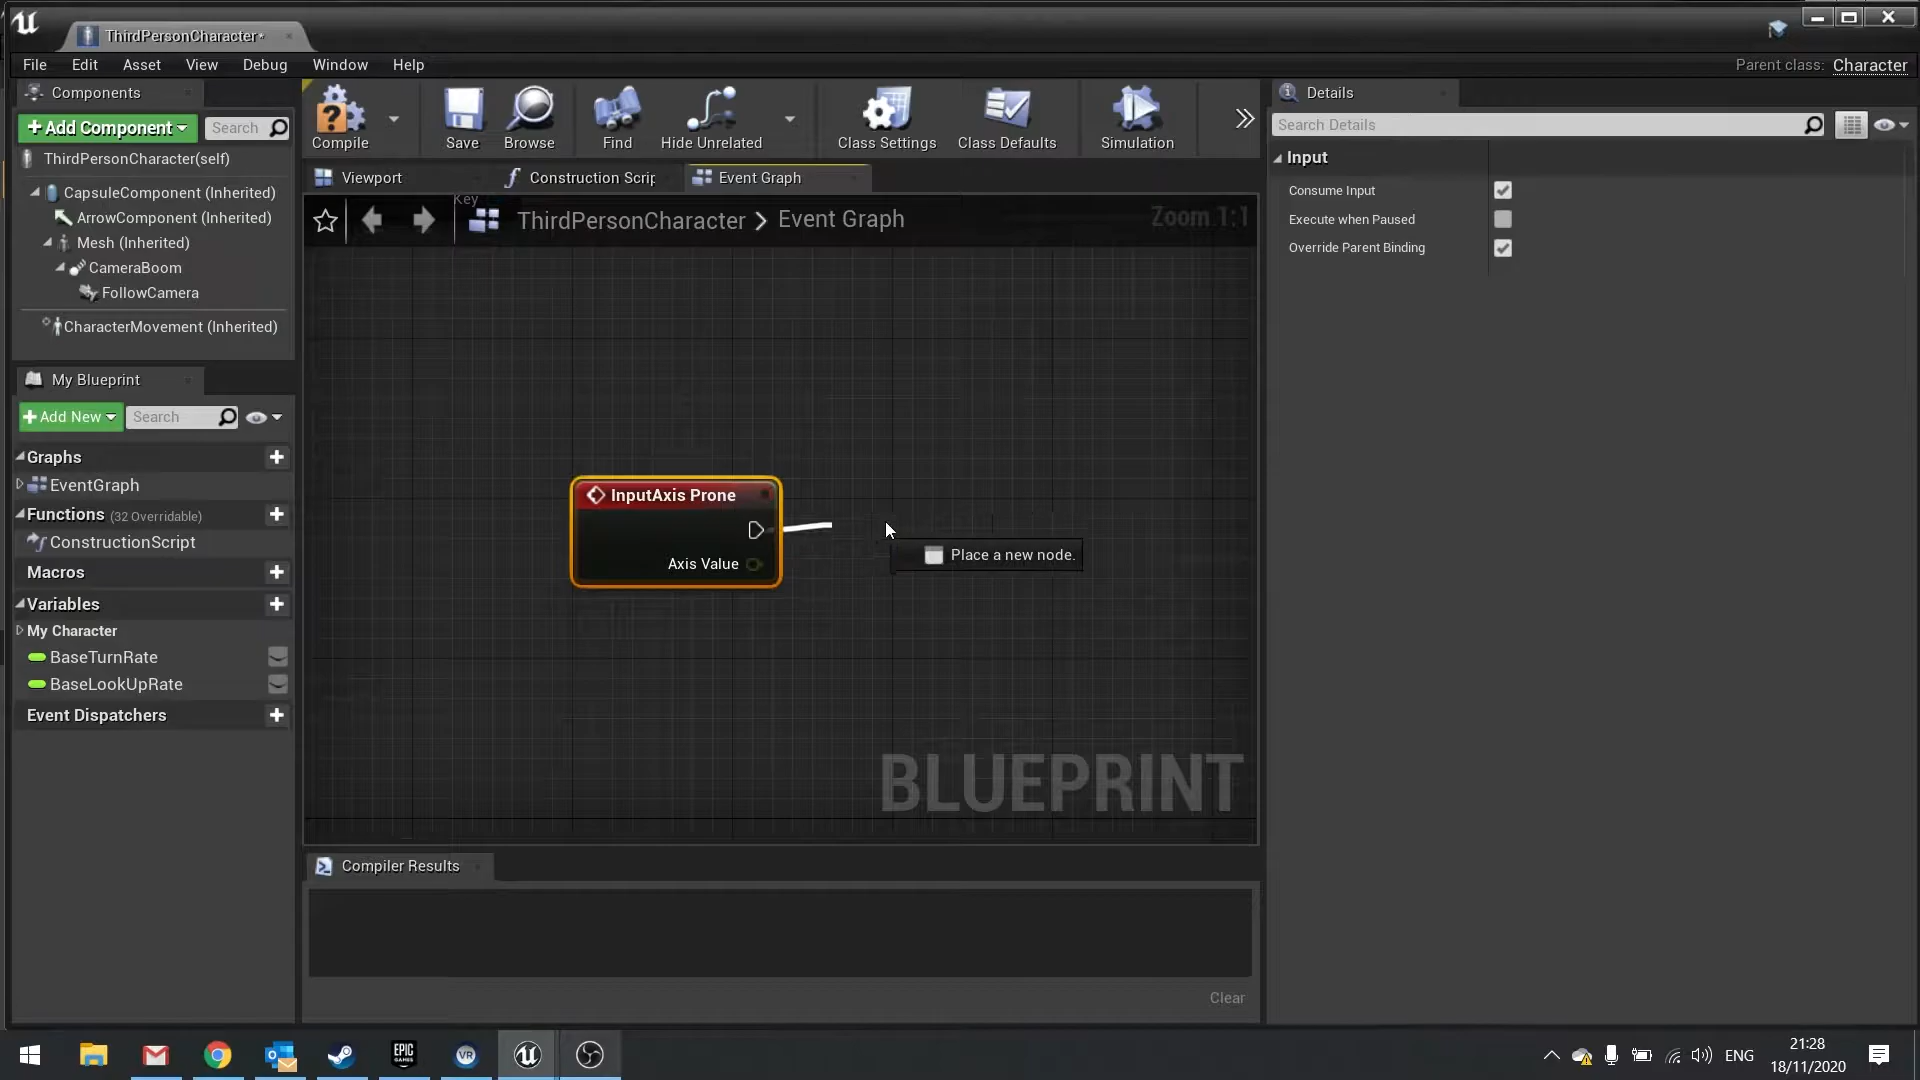 ThirdPersonCharacter*
File Edit Asset View Debug Window Help
Parent class: Character
Components
+Add Component
Search
ThirdPersonCharacter(self)
CapsuleComponent (Inherited)
ArrowComponent (Inherited)
Mesh (Inherited)
CameraBoom
FollowCamera
CharacterMovement (Inherited)
My Blueprint
+Add New
Search
Graphs
EventGraph
Functions (32 Overridable)
ConstructionScript
Macros
Variables
My Character
BaseTurnRate
BaseLookUpRate
Event Dispatchers
Compile Save Browse Find Hide Unrelated Class Settings Class Defaults Simulation
Viewport Construction Scrip Event Graph
Key
ThirdPersonCharacter > Event Graph
Zoom 1:1
InputAxis Prone
Axis Value
Place a new node.
BLUEPRINT
Compiler Results
Clear
Details
Search Details
Input
Consume Input
Execute when Paused
Override Parent Binding
EPIC
GAMES
VR
ENG
21:28
18/11/2020